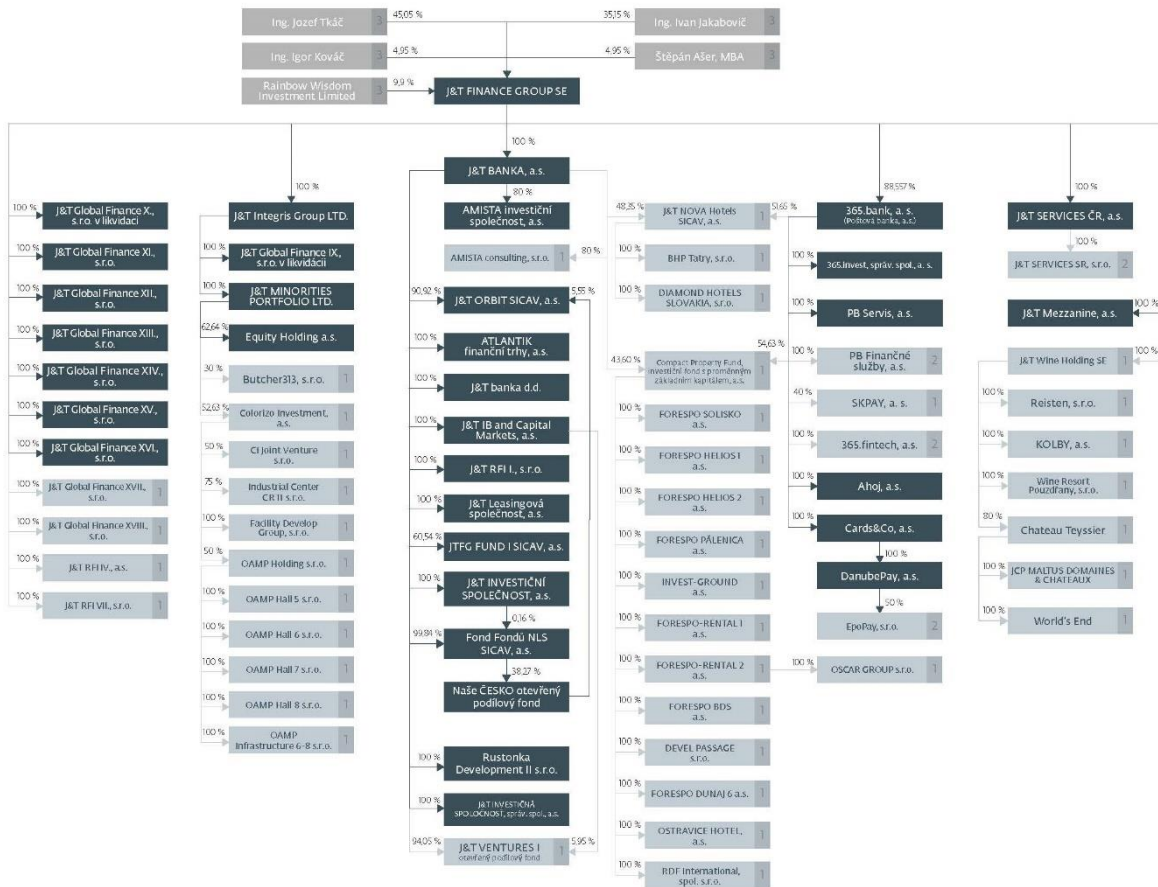 Ing. Jozef Tkáč 3
45,05 %
35,15 %
Ing. Ivan Jakabovič 3
Ing. Igor Kováč 3
4,95 %
4,95 %
Štěpán Ašer, MBA 3
Rainbow Wisdom
Investment Limited 3
9,9 %
J&T FINANCE GROUP SE
100 %
J&T Global Finance X.,
s.r.o. v likvidaci
100 %
J&T Global Finance XI.,
s.r.o.
100 %
J&T Global Finance XII.,
s.r.o.
100 %
J&T Global Finance XIII.,
s.r.o.
100 %
J&T Global Finance XIV.,
s.r.o.
100 %
J&T Global Finance XV.,
s.r.o.
100 %
J&T Global Finance XVI.,
s.r.o.
100 %
J&T Global Finance XVII.,
s.r.o. 1
100 %
J&T Global Finance XVIII.,
s.r.o. 1
100 %
J&T RFI IV., a.s. 1
100 %
J&T RFI VII., s.r.o. 1
100 %
J&T Integris Group LTD.
100 %
J&T Global Finance IX.,
s.r.o. v likvidácii
100 %
J&T MINORITIES
PORTFOLIO LTD.
62,64 %
Equity Holding a.s.
30 %
Butcher313, s.r.o. 1
52,63 %
Colorizo Investment,
a.s. 1
50 %
CI Joint Venture
s.r.o. 1
75 %
Industrial Center
CR II s.r.o. 1
100 %
Facility Develop
Group, s.r.o. 1
50 %
OAMP Holding s.r.o. 1
100 %
OAMP Hall 5 s.r.o. 1
100 %
OAMP Hall 6 s.r.o. 1
100 %
OAMP Hall 7 s.r.o. 1
100 %
OAMP Hall 8 s.r.o. 1
100 %
OAMP
Infrastructure 6-8 s.r.o. 1
100 %
J&T BANKA, a.s.
80 %
AMISTA investiční
společnost, a.s.
AMISTA consulting, s.r.o. 1
80 %
90,92 %
J&T ORBIT SICAV, a.s.
5,55 %
100 %
ATLANTIK
finanční trhy, a.s.
100 %
J&T banka d.d.
100 %
J&T IB and Capital
Markets, a.s.
100 %
J&T RFI I., s.r.o.
100 %
J&T Leasingová
společnost, a.s.
60,54 %
JTFG FUND I SICAV, a.s.
100 %
J&T INVESTIČNÍ
SPOLEČNOST, a.s.
0,16 %
99,84 %
Fond Fondů NLS
SICAV, a.s.
38,27 %
Naše ČESKO otevřený
podílový fond
100 %
Rustonka
Development II s.r.o.
100 %
J&T INVESTIČNÁ
SPOLOČNOSŤ, správ. spol., a.s.
94,05 %
J&T VENTURES I
otevřený podílový fond 1
5,95 %
48,35 %
J&T NOVA Hotels
SICAV, a.s. 1
51,65 %
100 %
BHP Tatry, s.r.o. 1
100 %
DIAMOND HOTELS
SLOVAKIA, s.r.o. 1
43,60 %
Compact Property Fund,
investiční fond s proměnným
základním kapitálem, a.s. 1
54,63 %
100 %
FORESPO SOLISKO
a.s. 1
100 %
FORESPO HELIOS I
a.s. 1
100 %
FORESPO HELIOS 2
a.s. 1
100 %
FORESPO PÁLENICA
a.s. 1
100 %
INVEST-GROUND
a.s. 1
100 %
FORESPO-RENTAL I
a.s. 1
100 %
FORESPO-RENTAL 2
a.s. 1
100 %
OSCAR GROUP s.r.o. 1
100 %
FORESPO BDS
a.s. 1
100 %
DEVEL PASSAGE
s.r.o. 1
100 %
FORESPO DUNAJ 6 a.s. 1
100 %
OSTRAVICE HOTEL,
a.s. 1
100 %
RDF International,
spol. s.r.o. 1
88,557 %
365.bank, a. s.
(Poštová banka, a.s.)
100 %
365.invest, správ. spol., a. s.
100 %
PB Servis, a.s.
100 %
PB Finančné
služby, a.s. 2
40 %
SKPAY, a. s. 1
100 %
365.fintech, a.s. 2
100 %
Ahoj, a.s.
100 %
Cards&Co, a.s.
100 %
DanubePay, a.s.
50 %
EpoPay, s.r.o. 2
100 %
J&T SERVICES ČR, a.s.
100 %
J&T SERVICES SR, s.r.o. 2
J&T Mezzanine, a.s.
100 %
J&T Wine Holding SE 1
100 %
100 %
Reisten, s.r.o. 1
100 %
KOLBY, a.s. 1
100 %
Wine Resort
Pouzdřany, s.r.o. 1
80 %
Chateau Teyssier 1
100 %
JCP MALTUS DOMAINES
& CHATEAUX 1
100 %
World's End 1